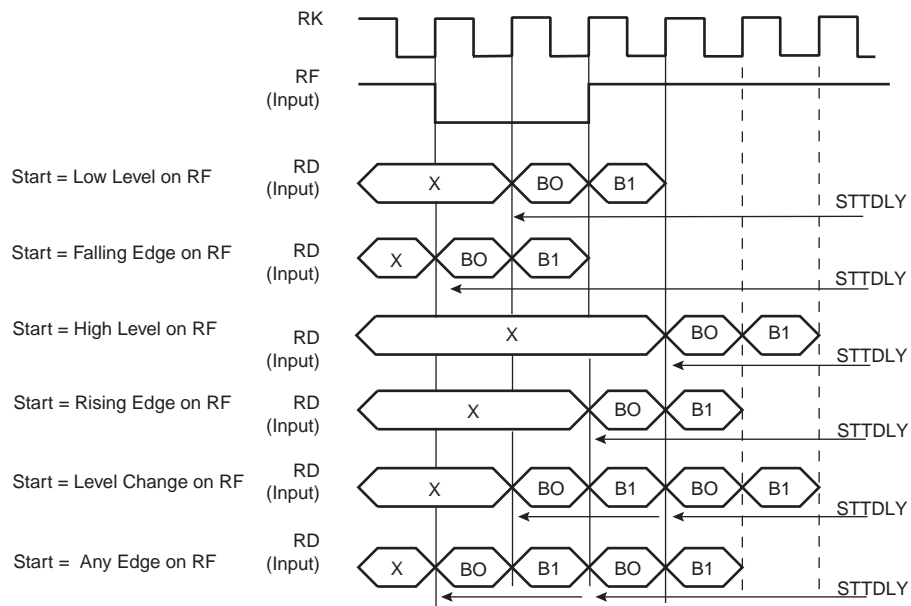 RK
RF
(Input)
Start = Low Level on RF
RD
(Input)
X
BO
B1
STTDLY
Start = Falling Edge on RF
RD
(Input)
X
BO
B1
STTDLY
Start = High Level on RF
RD
(Input)
X
BO
B1
STTDLY
Start = Rising Edge on RF
RD
(Input)
X
BO
B1
STTDLY
Start = Level Change on RF
RD
(Input)
X
BO
B1
BO
B1
STTDLY
Start = Any Edge on RF
RD
(Input)
X
BO
B1
BO
B1
STTDLY